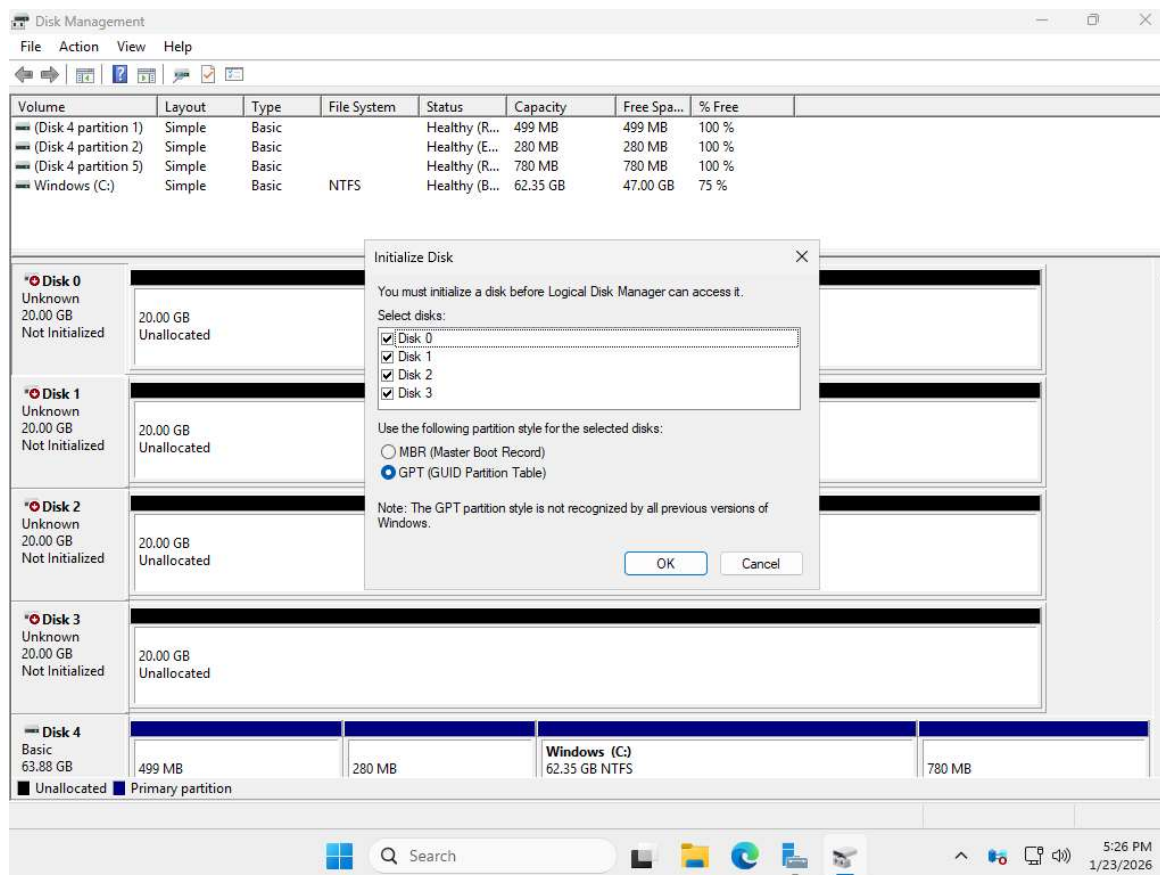 Disk Management
File Action View Help
Volume Layout Type File System Status Capacity Free Spa... % Free
(Disk 4 partition 1) Simple Basic Healthy (R... 499 MB 499 MB 100 %
(Disk 4 partition 2) Simple Basic Healthy (E... 280 MB 280 MB 100 %
(Disk 4 partition 5) Simple Basic Healthy (R... 780 MB 780 MB 100 %
Windows (C:) Simple Basic NTFS Healthy (B... 62.35 GB 47.00 GB 75 %
Disk 0
Unknown
20.00 GB
Not Initialized
20.00 GB
Unallocated
Disk 1
Unknown
20.00 GB
Not Initialized
20.00 GB
Unallocated
Disk 2
Unknown
20.00 GB
Not Initialized
20.00 GB
Unallocated
Disk 3
Unknown
20.00 GB
Not Initialized
20.00 GB
Unallocated
Disk 4
Basic
63.88 GB
499 MB
280 MB
Windows (C:)
62.35 GB NTFS
780 MB
Unallocated Primary partition
Initialize Disk
You must initialize a disk before Logical Disk Manager can access it.
Select disks:
Disk 0
Disk 1
Disk 2
Disk 3
Use the following partition style for the selected disks:
MBR (Master Boot Record)
GPT (GUID Partition Table)
Note: The GPT partition style is not recognized by all previous versions of
Windows.
OK Cancel
Search
5:26 PM
1/23/2026